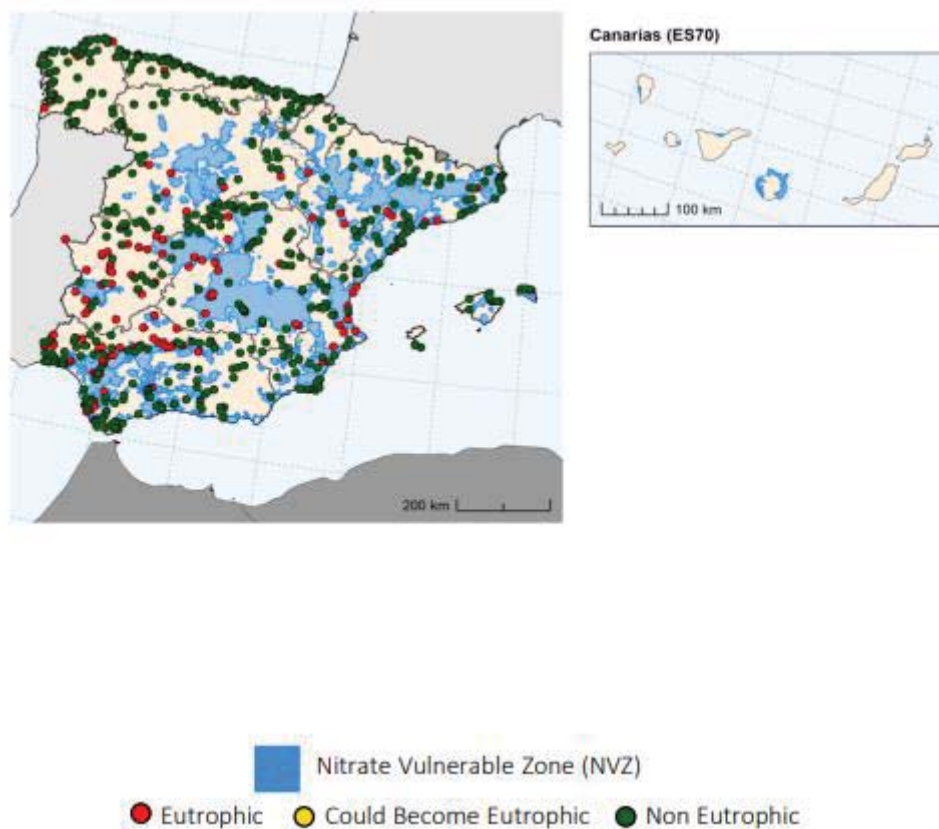 Canarias (ES70)
100 km
200 km
Nitrate Vulnerable Zone (NVZ)
Eutrophic
Could Become Eutrophic
Non Eutrophic